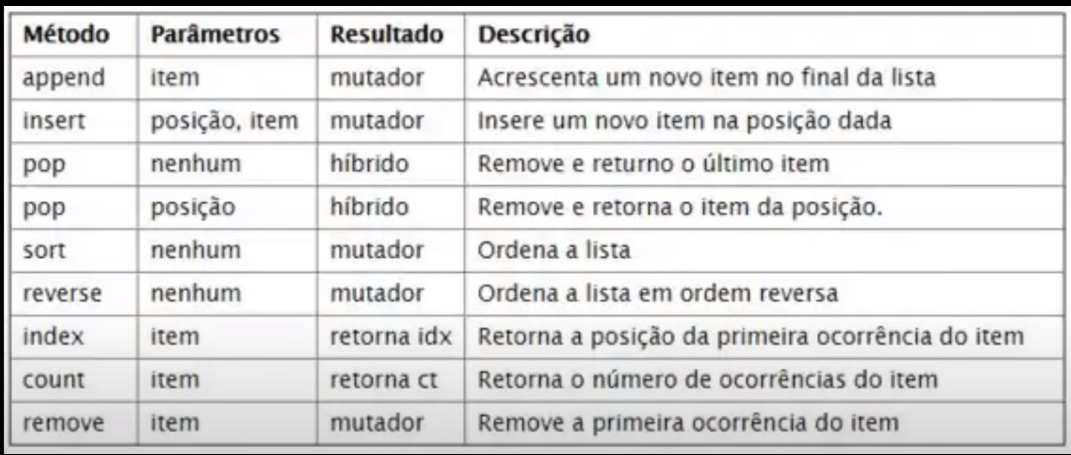 Método Parâmetros Resultado Descrição
append item mutador Acrescenta um novo item no final da lista
insert posição, item mutador Insere um novo item na posição dada
pop nenhum híbrido Remove e returno o último item
pop posição híbrido Remove e retorna o item da posição.
sort nenhum mutador Ordena a lista
reverse nenhum mutador Ordena a lista em ordem reversa
index item retorna idx Retorna a posição da primeira ocorrência do item
count item retorna ct Retorna o número de ocorrências do item
remove item mutador Remove a primeira ocorrência do item